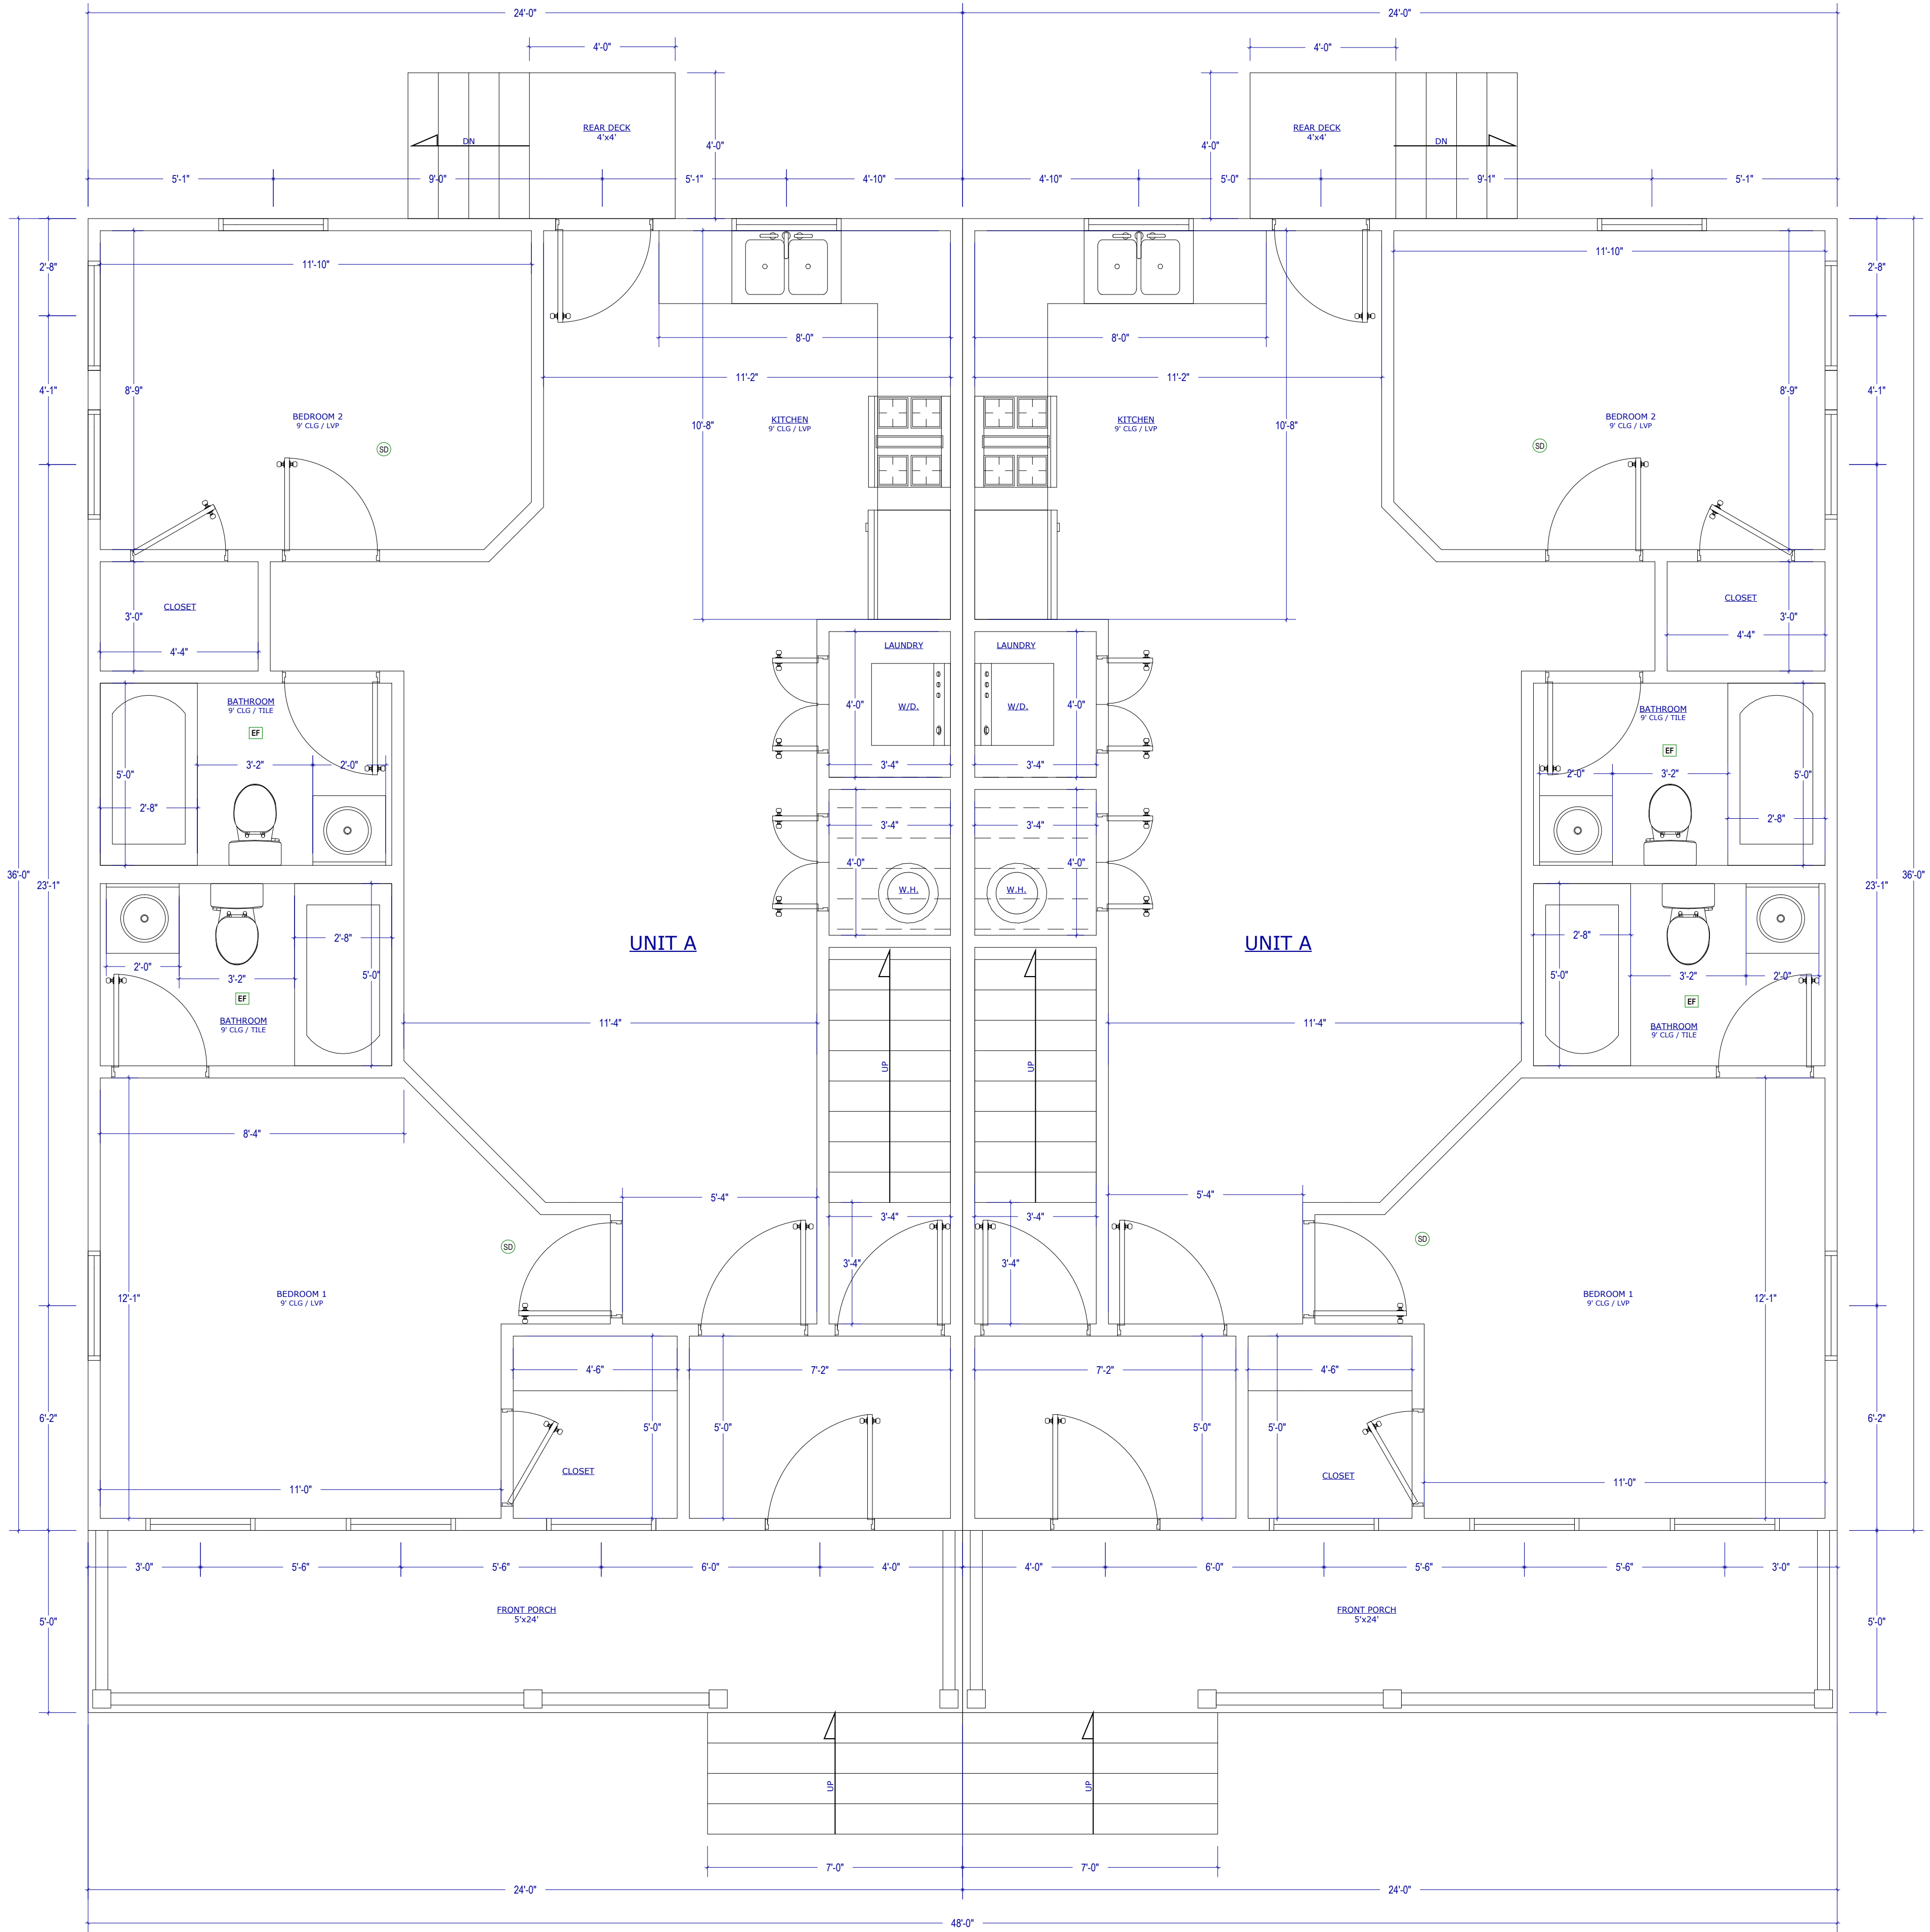 24'-0" 24'-0"
4'-0" 4'-0"
REAR DECK REAR DECK
4'x4' 4'x4'
DN 4'-0" 4'-0" DN
5'-1" 9'-0" 5'-1" 4'-10" 4'-10" 5'-0" 9'-1" 5'-1"
2'-8" 11'-10" 11'-10" 2'-8"
8'-0" 8'-0"
11'-2" 11'-2"
4'-1" 8'-9" 8'-9" 4'-1"
BEDROOM 2 KITCHEN KITCHEN BEDROOM 2
9' CLG / LVP 9' CLG / LVP 9' CLG / LVP 9' CLG / LVP
10'-8" 10'-8"
SD SD
CLOSET CLOSET
3'-0" 3'-0"
4'-4" LAUNDRY LAUNDRY 4'-4"
BATHROOM W/D. W/D. BATHROOM
9' CLG / TILE 4'-0" 4'-0" 9' CLG / TILE
EF EF
5'-0" 3'-2" 2'-0" 3'-4" 3'-4" 2'-0" 3'-2" 5'-0"
2'-8" 3'-4" 3'-4" 2'-8"
4'-0" 4'-0"
36'-0" 23'-1" W.H. W.H. 23'-1" 36'-0"
2'-8" UNIT A UNIT A 2'-8"
2'-0" 3'-2" 5'-0" 5'-0" 3'-2" 2'-0"
EF EF
BATHROOM 11'-4" 11'-4" BATHROOM
9' CLG / TILE 9' CLG / TILE
UP UP
8'-4"
5'-4" 5'-4"
3'-4" 3'-4"
SD SD
3'-4" 3'-4"
BEDROOM 1 BEDROOM 1
9' CLG / LVP 9' CLG / LVP
12'-1" 12'-1"
4'-6" 7'-2" 7'-2" 4'-6"
6'-2" 5'-0" 5'-0" 5'-0" 5'-0" 6'-2"
CLOSET CLOSET
11'-0" 11'-0"
3'-0" 5'-6" 5'-6" 6'-0" 4'-0" 4'-0" 6'-0" 5'-6" 5'-6" 3'-0"
FRONT PORCH FRONT PORCH
5'x24' 5'x24'
5'-0" 5'-0"
UP UP
7'-0" 7'-0"
24'-0" 24'-0"
48'-0"